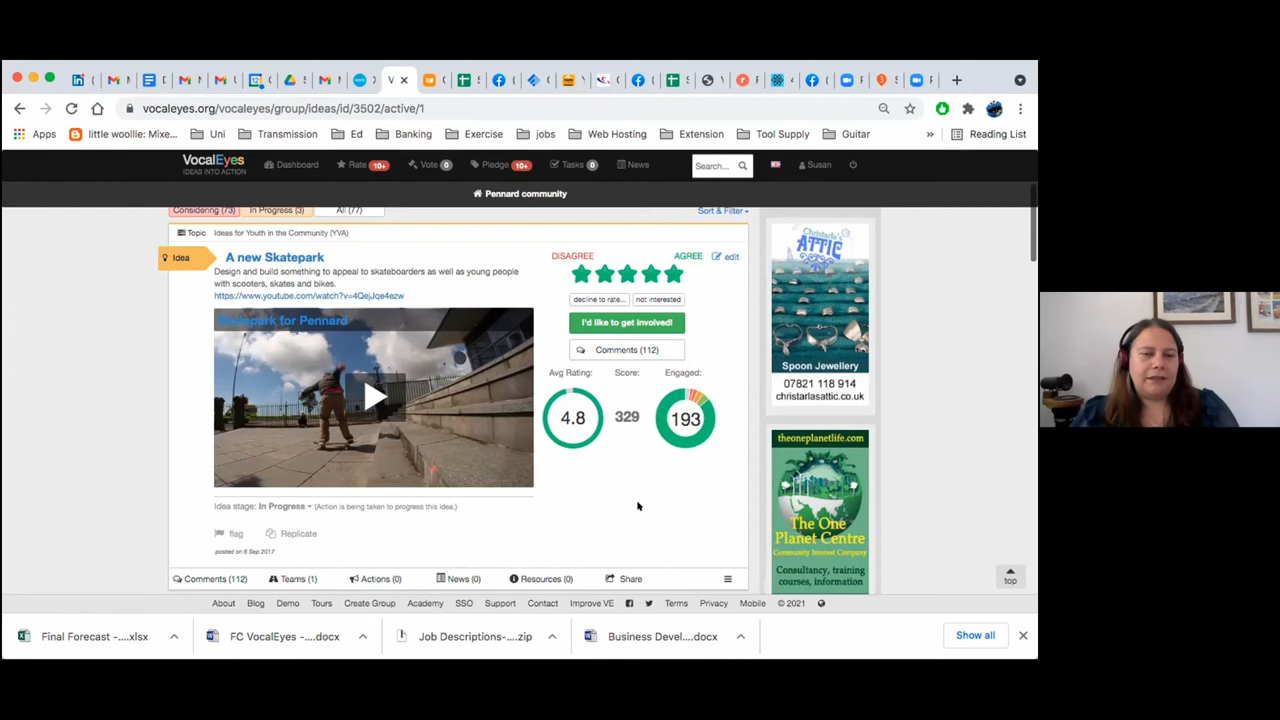 vocaleyes.org/vocaleyes/group/ideas/id/3502/active/1
Apps little woollie: Mixe... Uni Transmission Ed Banking Exercise jobs Web Hosting Extension Tool Supply Guitar » Reading List
VocalEyes
IDEAS INTO ACTION
Dashboard Rate 10+ Vote 0 Pledge 10+ Tasks 0 News Search... Susan
Pennard community
Considering (73) In Progress (3) All (77) Sort & Filter
Topic Ideas for Youth in the Community (YVA)
Idea
A new Skatepark
Design and build something to appeal to skateboarders as well as young people
with scooters, skates and bikes.
https://www.youtube.com/watch?v=4QejJqe4ezw
Skatepark for Pennard
DISAGREE AGREE edit
decline to rate... not interested
I'd like to get involved!
Comments (112)
Avg Rating: Score: Engaged:
4.8 329 193
Idea stage: In Progress (Action is being taken to progress this idea.)
flag Replicate
posted on 6 Sep 2017
Comments (112) Teams (1) Actions (0) News (0) Resources (0) Share
Christarla's
ATTIC
Spoon Jewellery
07821 118 914
christarlasattic.co.uk
theoneplanetlife.com
The One
Planet Centre
Community Interest Company
Consultancy, training
courses, information
top
About Blog Demo Tours Create Group Academy SSO Support Contact Improve VE Terms Privacy Mobile © 2021
Final Forecast -....xlsx FC VocalEyes -....docx Job Descriptions-....zip Business Devel....docx Show all